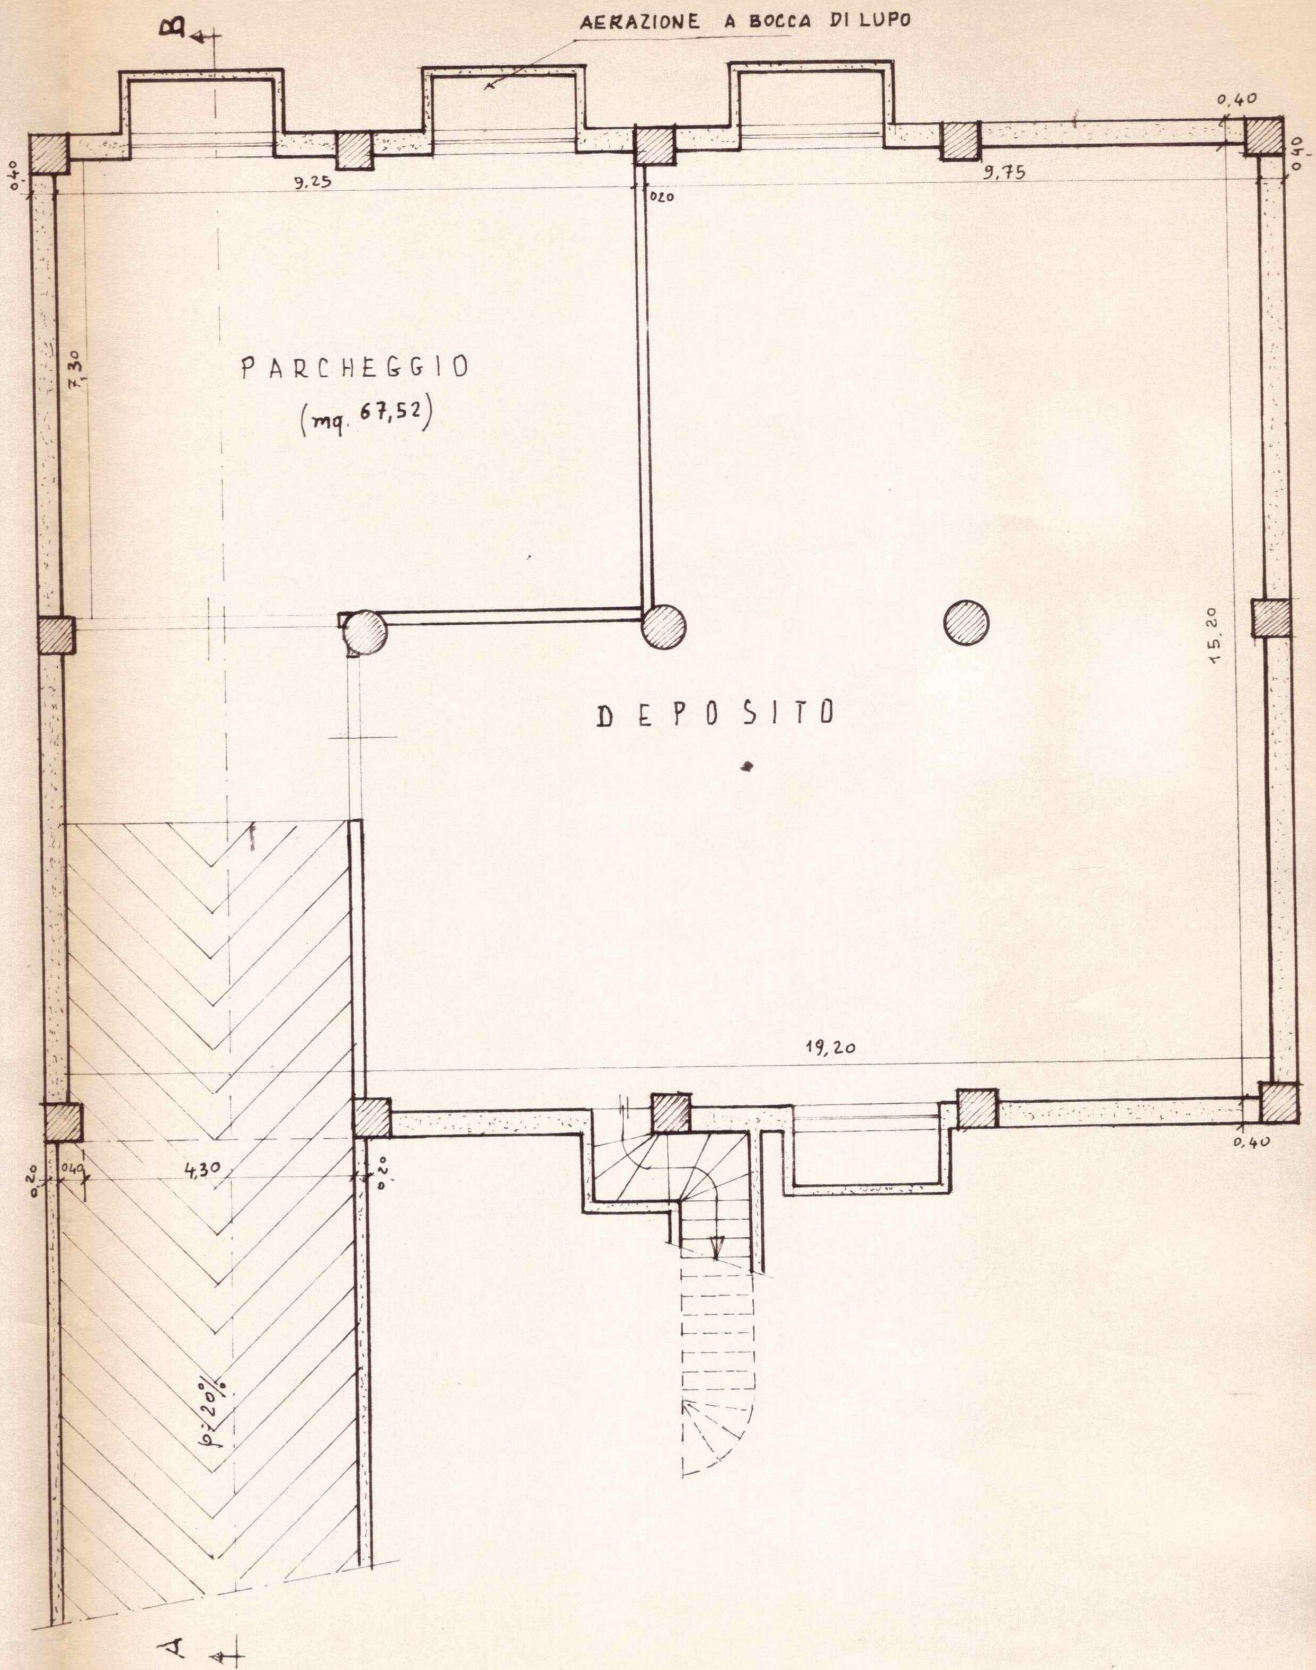 B
AERAZIONE A BOCCA DI LUPO
0,40
0,40
9,25
0,20
9,75
0,40
7,30
PARCHEGGIO
(mq. 67,52)
15,20
DEPOSITO
19,20
0,20
0,40
4,30
0,20
0,40
p=20%
A